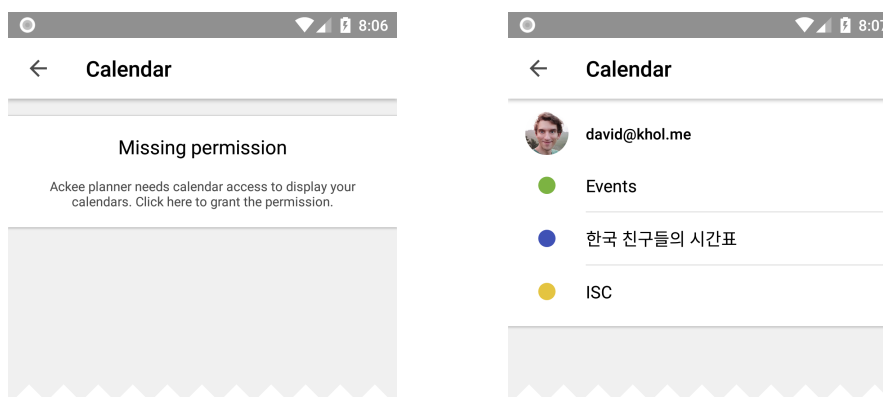 8:06
Calendar
Missing permission
Ackee planner needs calendar access to display your
calendars. Click here to grant the permission.
8:07
Calendar
david@khol.me
Events
한국 친구들의 시간표
ISC